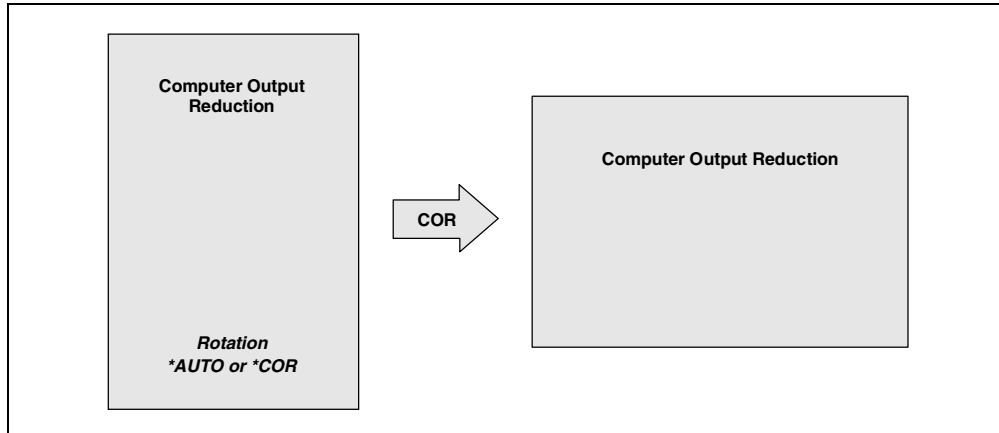 Computer Output
Reduction
Rotation
*AUTO or *COR
COR
Computer Output Reduction